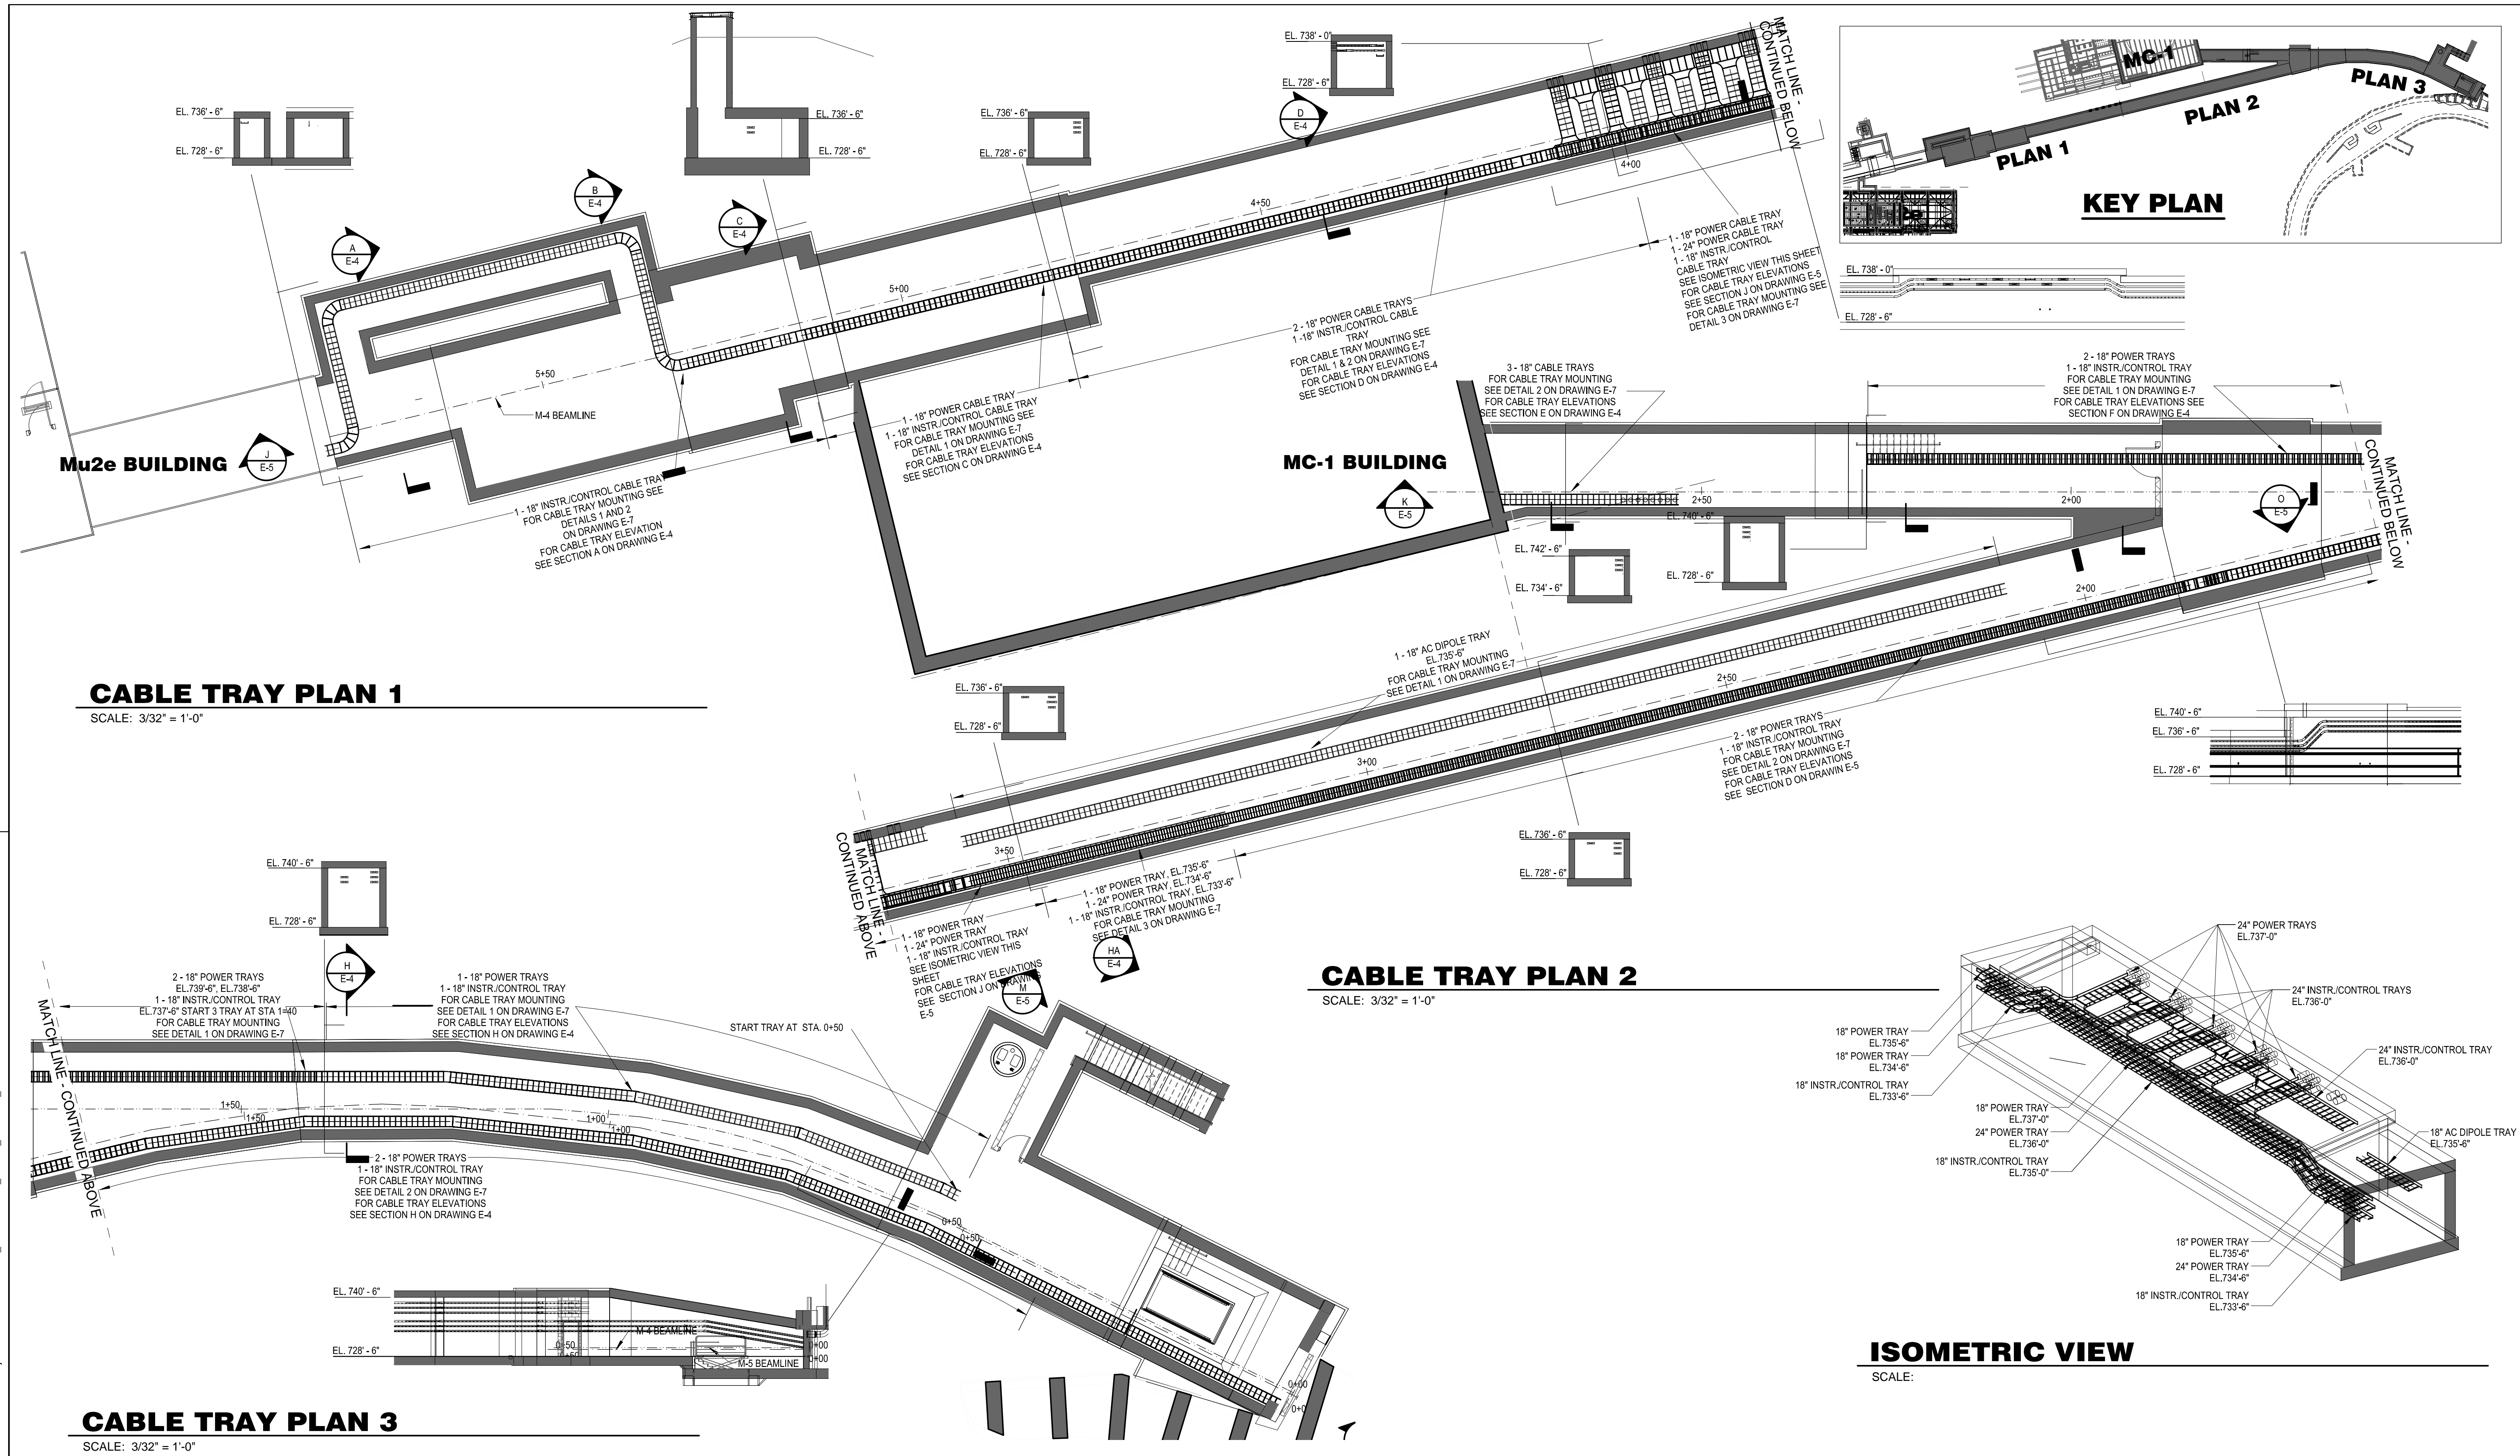 EL. 736' - 6"
EL. 728' - 6"
EL. 736' - 6"
EL. 728' - 6"
EL. 736' - 6"
EL. 728' - 6"
EL. 738' - 0"
EL. 728' - 6"
A
E-4
B
E-4
C
E-4
D
E-4
MATCH LINE -
CONTINUED BELOW
4+00
4+50
5+00
5+50
M-4 BEAMLINE
Mu2e BUILDING
J
E-5
1 - 18" INSTR./CONTROL CABLE TRAY
FOR CABLE TRAY MOUNTING SEE
DETAILS 1 AND 2
ON DRAWING E-7
FOR CABLE TRAY ELEVATION
SEE SECTION A ON DRAWING E-4
1 - 18" POWER CABLE TRAY
1 - 18" INSTR./CONTROL CABLE TRAY
FOR CABLE TRAY MOUNTING SEE
DETAIL 1 ON DRAWING E-7
FOR CABLE TRAY ELEVATIONS
SEE SECTION C ON DRAWING E-4
2 - 18" POWER CABLE TRAYS
1 -18" INSTR./CONTROL CABLE
TRAY
FOR CABLE TRAY MOUNTING SEE
DETAIL 1 & 2 ON DRAWING E-7
FOR CABLE TRAY ELEVATIONS
SEE SECTION D ON DRAWING E-4
1 - 18" POWER CABLE TRAY
1 - 24" POWER CABLE TRAY
1 - 18" INSTR./CONTROL
CABLE TRAY
SEE ISOMETRIC VIEW THIS SHEET
FOR CABLE TRAY ELEVATIONS
SEE SECTION J ON DRAWING E-5
FOR CABLE TRAY MOUNTING SEE
DETAIL 3 ON DRAWING E-7
CABLE TRAY PLAN 1
SCALE: 3/32" = 1'-0"
MC-1
PLAN 1
PLAN 2
PLAN 3
KEY PLAN
EL. 738' - 0"
EL. 728' - 6"
3 - 18" CABLE TRAYS
FOR CABLE TRAY MOUNTING
SEE DETAIL 2 ON DRAWING E-7
FOR CABLE TRAY ELEVATIONS
SEE SECTION E ON DRAWING E-4
2 - 18" POWER TRAYS
1 - 18" INSTR./CONTROL TRAY
FOR CABLE TRAY MOUNTING
SEE DETAIL 1 ON DRAWING E-7
FOR CABLE TRAY ELEVATIONS SEE
SECTION F ON DRAWING E-4
MC-1 BUILDING
K
E-5
2+50
2+00
O
E-5
MATCH LINE -
CONTINUED BELOW
EL. 740' - 6"
EL. 728' - 6"
EL. 742' - 6"
EL. 734' - 6"
2+00
2+50
3+00
3+50
1 - 18" AC DIPOLE TRAY
EL.735'-6"
FOR CABLE TRAY MOUNTING
SEE DETAIL 1 ON DRAWING E-7
EL. 736' - 6"
EL. 728' - 6"
2 - 18" POWER TRAYS
1 - 18" INSTR./CONTROL TRAY
FOR CABLE TRAY MOUNTING
SEE DETAIL 2 ON DRAWING E-7
FOR CABLE TRAY ELEVATIONS
SEE SECTION D ON DRAWIN E-5
EL. 740' - 6"
EL. 736' - 6"
EL. 728' - 6"
EL. 736' - 6"
EL. 728' - 6"
MATCH LINE -
CONTINUED ABOVE
1 - 18" POWER TRAY, EL.735'-6"
1 - 24" POWER TRAY, EL.734'-6"
1 - 18" INSTR./CONTROL TRAY, EL.733'-6"
FOR CABLE TRAY MOUNTING
SEE DETAIL 3 ON DRAWING E-7
1 - 18" POWER TRAY
1 - 24" POWER TRAY
1 - 18" INSTR./CONTROL TRAY
SEE ISOMETRIC VIEW THIS
SHEET
FOR CABLE TRAY ELEVATIONS
SEE SECTION J ON DRAWING
E-5
HA
E-4
M
E-5
CABLE TRAY PLAN 2
SCALE: 3/32" = 1'-0"
EL. 740' - 6"
EL. 728' - 6"
H
E-4
2 - 18" POWER TRAYS
EL.739'-6", EL.738'-6"
1 - 18" INSTR./CONTROL TRAY
EL.737'-6" START 3 TRAY AT STA 1=40
FOR CABLE TRAY MOUNTING
SEE DETAIL 1 ON DRAWING E-7
1 - 18" POWER TRAYS
1 - 18" INSTR./CONTROL TRAY
FOR CABLE TRAY MOUNTING
SEE DETAIL 1 ON DRAWING E-7
FOR CABLE TRAY ELEVATIONS
SEE SECTION H ON DRAWING E-4
START TRAY AT STA. 0+50
MATCH LINE - CONTINUED ABOVE
1+50
1+50
1+00
1+00
2 - 18" POWER TRAYS
1 - 18" INSTR./CONTROL TRAY
FOR CABLE TRAY MOUNTING
SEE DETAIL 2 ON DRAWING E-7
FOR CABLE TRAY ELEVATIONS
SEE SECTION H ON DRAWING E-4
0+50
0+50
0+00
EL. 740' - 6"
EL. 728' - 6"
M-4 BEAMLINE
0+50
0+50
M-5 BEAMLINE
0+00
0+00
CABLE TRAY PLAN 3
SCALE: 3/32" = 1'-0"
24" POWER TRAYS
EL.737'-0"
24" INSTR./CONTROL TRAYS
EL.736'-0"
24" INSTR./CONTROL TRAY
EL.736'-0"
18" AC DIPOLE TRAY
EL.735'-6"
18" POWER TRAY
EL.735'-6"
18" POWER TRAY
EL.734'-6"
18" INSTR./CONTROL TRAY
EL.733'-6"
18" POWER TRAY
EL.737'-0"
24" POWER TRAY
EL.736'-0"
18" INSTR./CONTROL TRAY
EL.735'-0"
18" POWER TRAY
EL.735'-6"
24" POWER TRAY
EL.734'-6"
18" INSTR./CONTROL TRAY
EL.733'-6"
ISOMETRIC VIEW
SCALE: